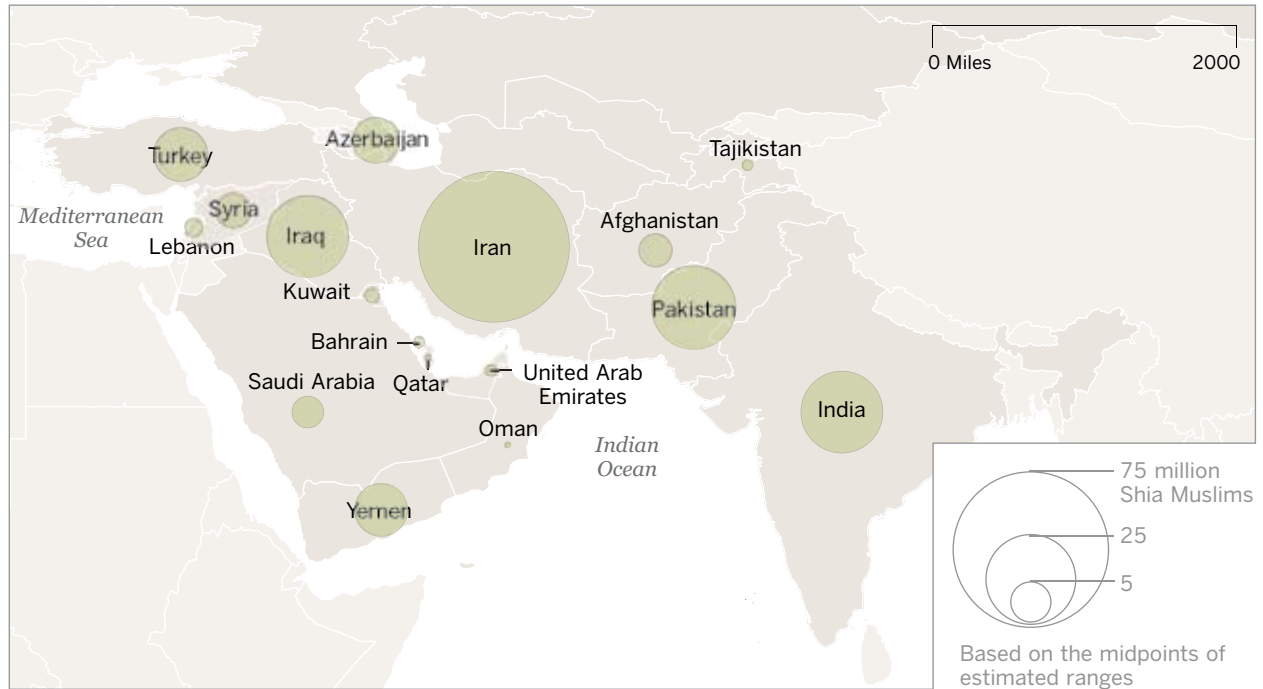 0 Miles 2000
Azerbaijan
Turkey
Tajikistan
Mediterranean
Sea
Syria
Afghanistan
Lebanon
Iraq
Iran
Kuwait
Pakistan
Bahrain
Saudi Arabia
Qatar
United Arab
Emirates
India
Oman
Indian
Ocean
Yemen
75 million
Shia Muslims
25
5
Based on the midpoints of
estimated ranges